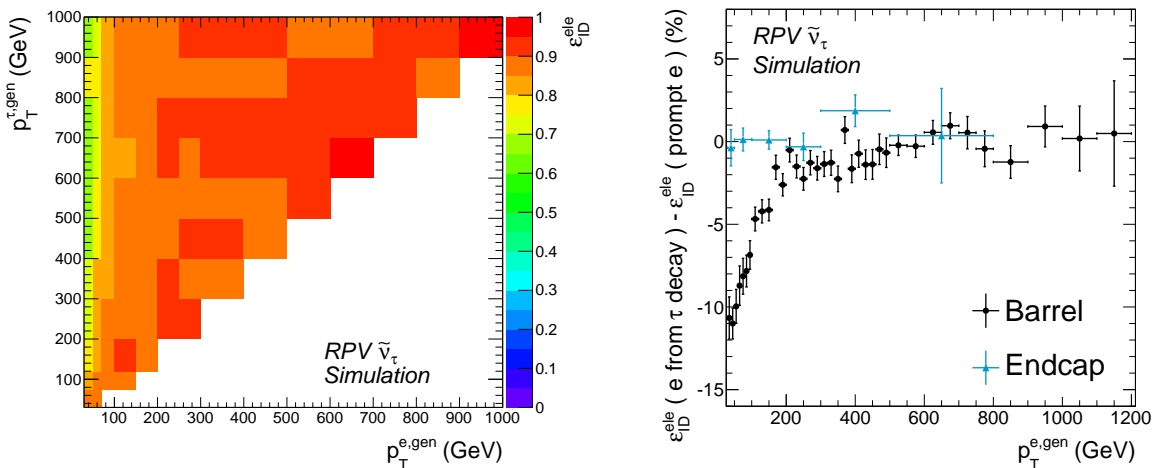 p_T^{τ,gen} (GeV)
1000
900
800
700
600
500
400
300
200
100
100 200 300 400 500 600 700 800 900 1000
p_T^{e,gen} (GeV)
RPV ν̃_τ
Simulation
ε_ID^ele
1
0.9
0.8
0.7
0.6
0.5
0.4
0.3
0.2
0.1
0
ε_ID^ele ( e from τ decay ) - ε_ID^ele ( prompt e ) (%)
RPV ν̃_τ
Simulation
5
0
-5
-10
-15
Barrel
Endcap
200 400 600 800 1000 1200
p_T^{e,gen} (GeV)